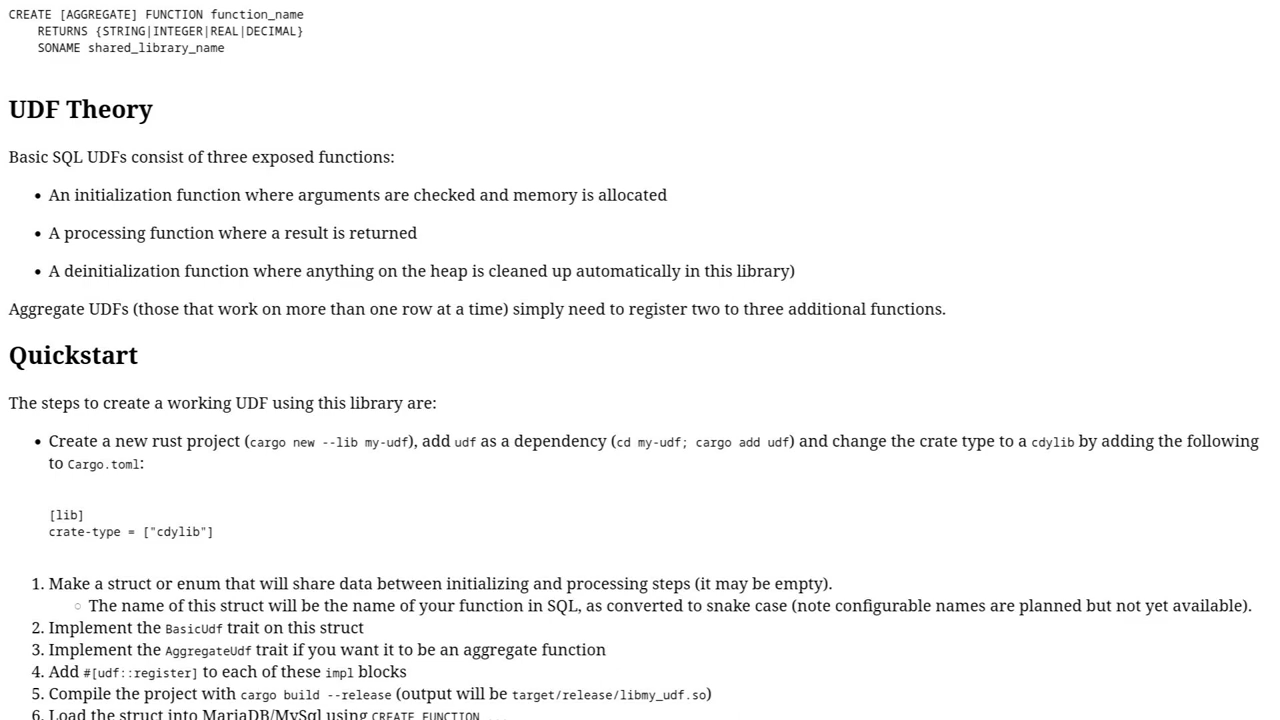 CREATE [AGGREGATE] FUNCTION function_name
    RETURNS {STRING|INTEGER|REAL|DECIMAL}
    SONAME shared_library_name
UDF Theory
Basic SQL UDFs consist of three exposed functions:
• An initialization function where arguments are checked and memory is allocated
• A processing function where a result is returned
• A deinitialization function where anything on the heap is cleaned up automatically in this library)
Aggregate UDFs (those that work on more than one row at a time) simply need to register two to three additional functions.
Quickstart
The steps to create a working UDF using this library are:
• Create a new rust project (cargo new --lib my-udf), add udf as a dependency (cd my-udf; cargo add udf) and change the crate type to a cdylib by adding the following
to Cargo.toml:
[lib]
crate-type = ["cdylib"]
1. Make a struct or enum that will share data between initializing and processing steps (it may be empty).
○ The name of this struct will be the name of your function in SQL, as converted to snake case (note configurable names are planned but not yet available).
2. Implement the BasicUdf trait on this struct
3. Implement the AggregateUdf trait if you want it to be an aggregate function
4. Add #[udf::register] to each of these impl blocks
5. Compile the project with cargo build --release (output will be target/release/libmy_udf.so)
6. Load the struct into MariaDB/MySql using CREATE FUNCTION ...